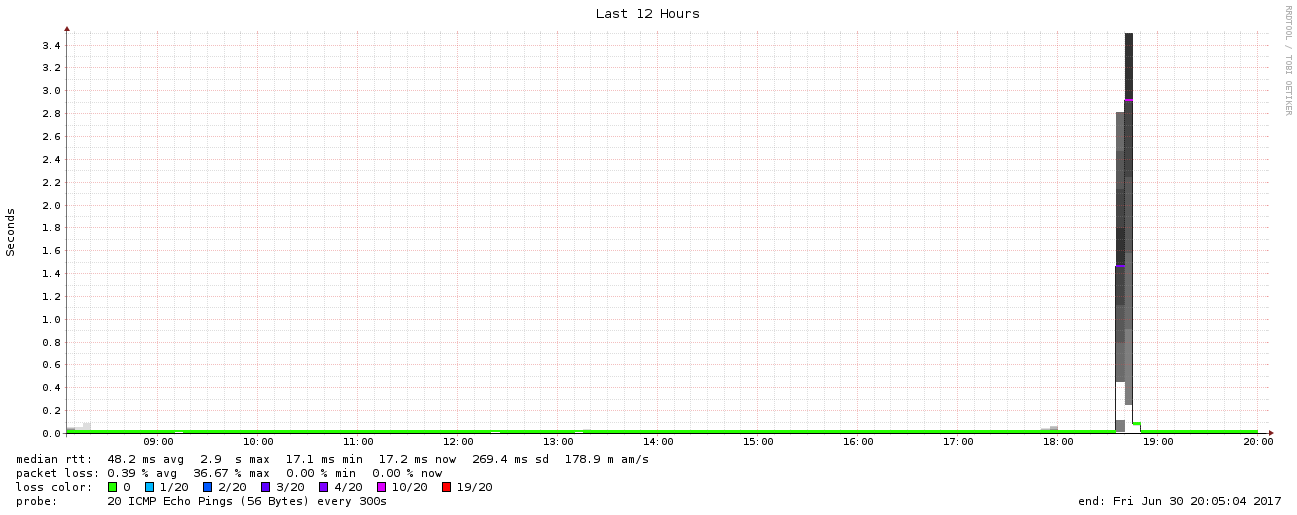 Last 12 Hours
RRDTOOL / TOBI OETIKER
Seconds
3.4
3.2
3.0
2.8
2.6
2.4
2.2
2.0
1.8
1.6
1.4
1.2
1.0
0.8
0.6
0.4
0.2
0.0
09:00 10:00 11:00 12:00 13:00 14:00 15:00 16:00 17:00 18:00 19:00 20:00
median rtt: 48.2 ms avg 2.9 s max 17.1 ms min 17.2 ms now 269.4 ms sd 178.9 m am/s
packet loss: 0.39 % avg 36.67 % max 0.00 % min 0.00 % now
loss color: 0 1/20 2/20 3/20 4/20 10/20 19/20
probe: 20 ICMP Echo Pings (56 Bytes) every 300s end: Fri Jun 30 20:05:04 2017